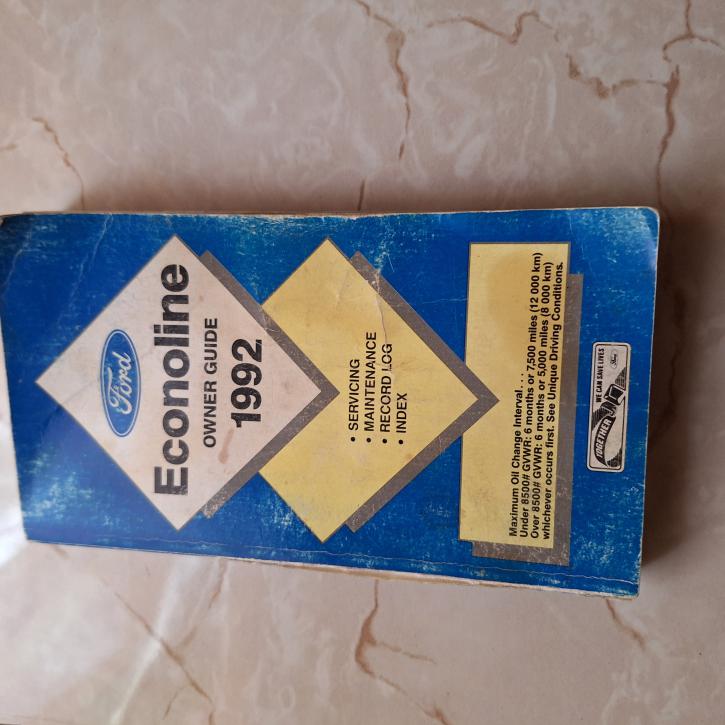 Ford
Econoline
OWNER GUIDE
1992
• SERVICING
• MAINTENANCE
• RECORD LOG
• INDEX
Maximum Oil Change Interval. . .
Under 8500# GVWR: 6 months or 7,500 miles (12 000 km)
Over 8500# GVWR: 6 months or 5,000 miles (8 000 km)
whichever occurs first. See Unique Driving Conditions.
TOGETHER
WE CAN SAVE LIVES
Ford